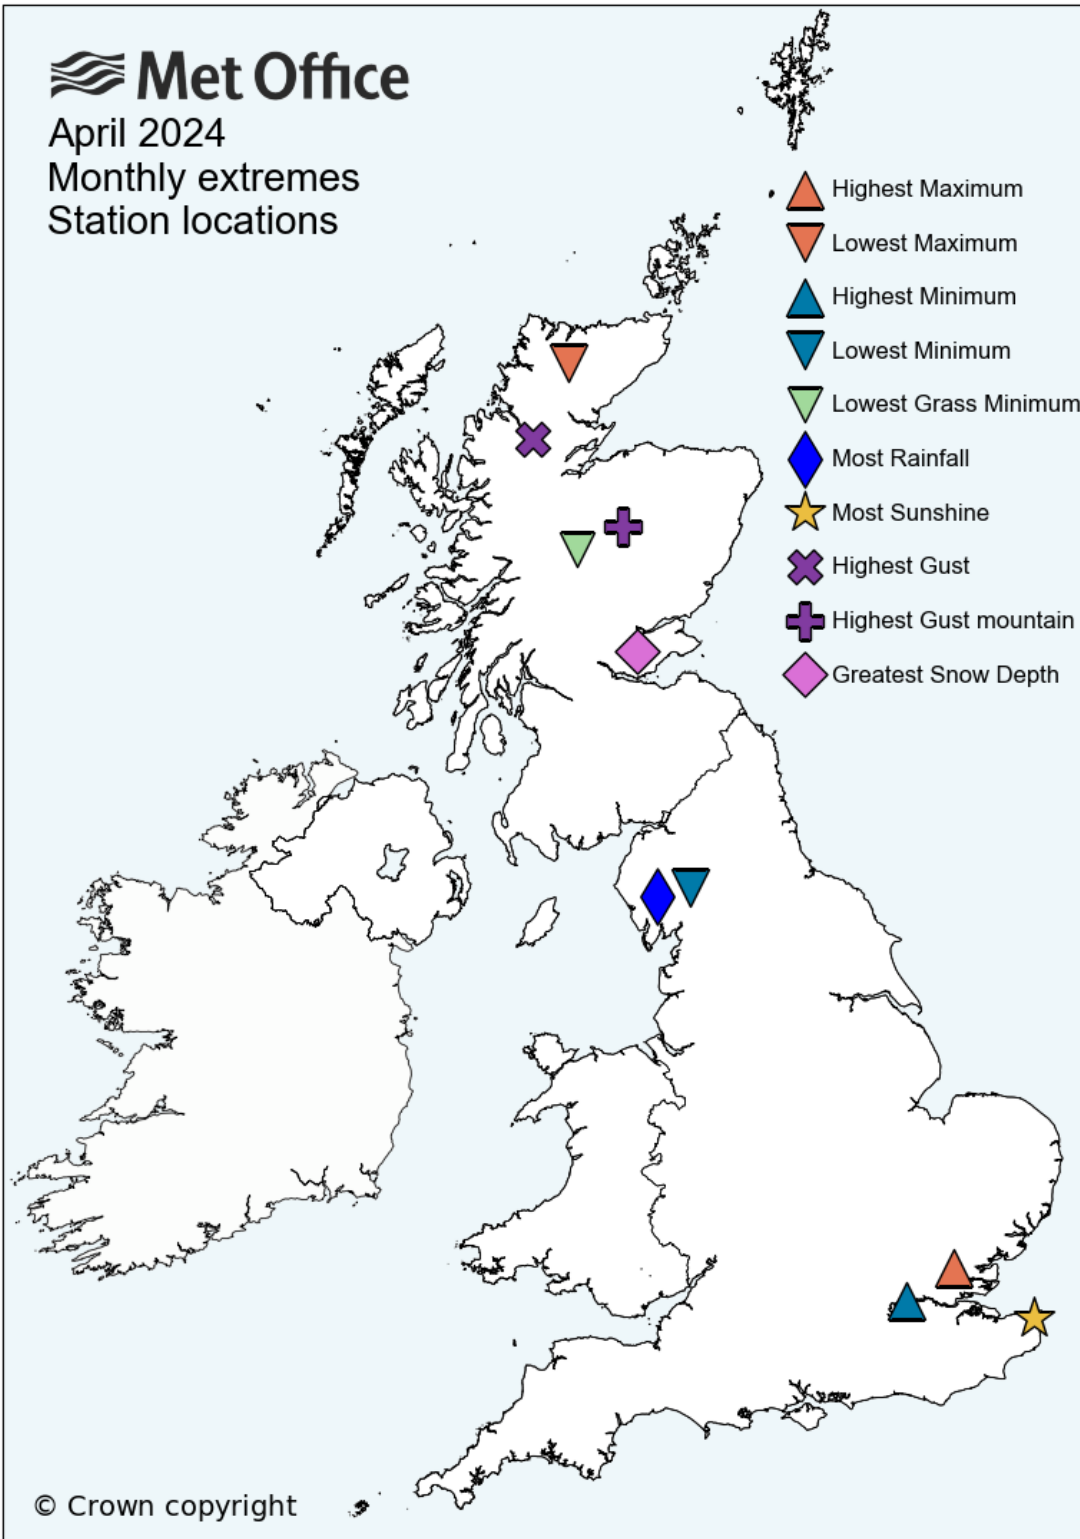 Met Office
April 2024
Monthly extremes
Station locations
Highest Maximum
Lowest Maximum
Highest Minimum
Lowest Minimum
Lowest Grass Minimum
Most Rainfall
Most Sunshine
Highest Gust
Highest Gust mountain
Greatest Snow Depth
© Crown copyright